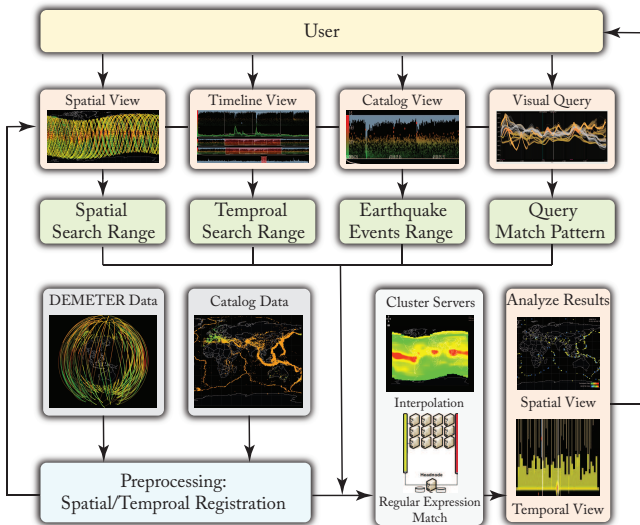 User
Spatial View
Timeline View
Catalog View
Visual Query
Spatial
Search Range
Temproal
Search Range
Earthquake
Events Range
Query
Match Pattern
DEMETER Data
Catalog Data
Cluster Servers
Interpolation
Headnode
Regular Expression
Match
Analyze Results
Spatial View
Temporal View
Preprocessing:
Spatial/Temproal Registration